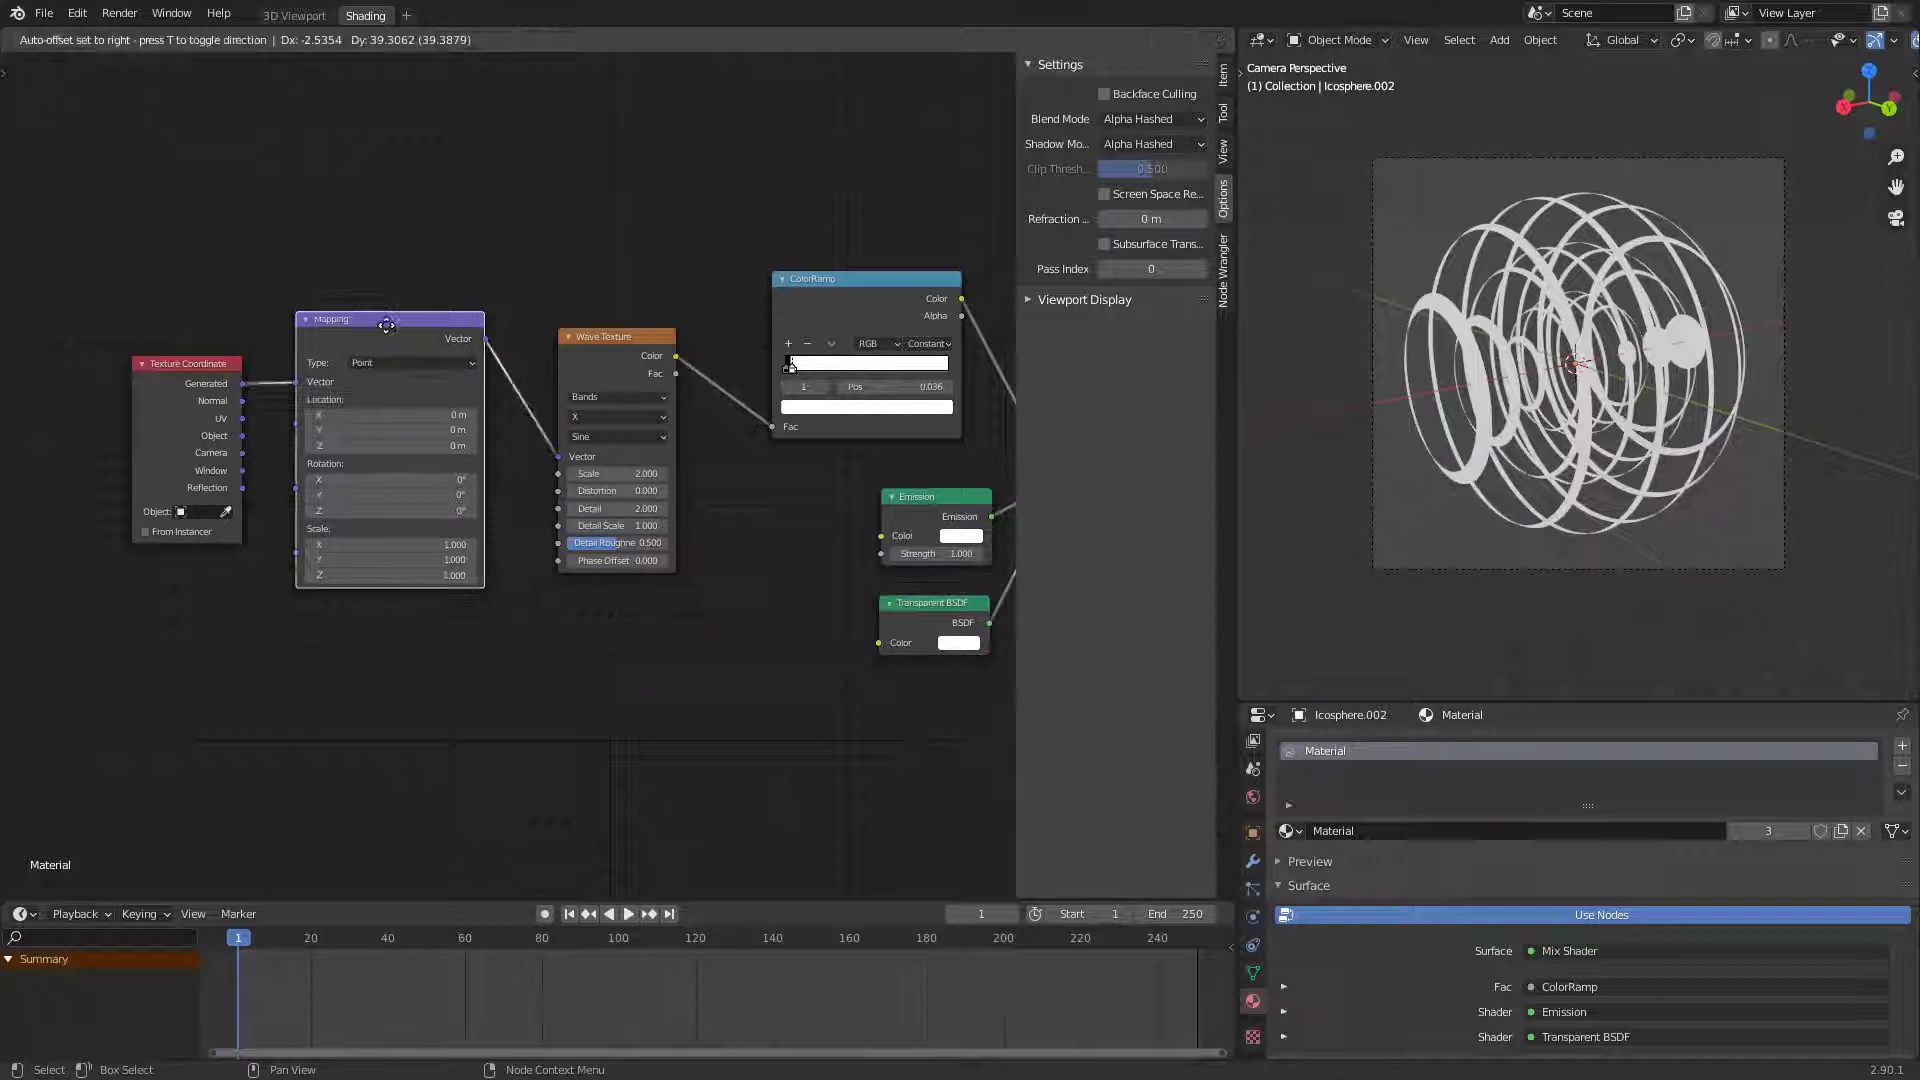 File Edit Render Window Help 3D Viewport Shading Scene View Layer
Auto-offset set to right - press T to toggle direction | Dx: -2.5354 Dy: 39.3062 (39.3879)
Object Mode View Select Add Object Global
Settings
Backface Culling
Blend Mode Alpha Hashed
Shadow Mo... Alpha Hashed
Clip Thresh... 0.500
Screen Space Re...
Refraction ... 0 m
Subsurface Trans...
Pass Index 0
Viewport Display
Item
Tool
View
Options
Node Wrangler
Camera Perspective
(1) Collection | Icosphere.002
X
Y
Z
Texture Coordinate
Generated
Normal
UV
Object
Camera
Window
Reflection
Object:
From Instancer
Mapping
Vector
Type: Point
Vector
Location:
X 0 m
Y 0 m
Z 0 m
Rotation:
X 0°
Y 0°
Z 0°
Scale:
X 1.000
Y 1.000
Z 1.000
Wave Texture
Color
Fac
Bands
X
Sine
Vector
Scale 2.000
Distortion 0.000
Detail 2.000
Detail Scale 1.000
Detail Roughne 0.500
Phase Offset 0.000
ColorRamp
Color
Alpha
RGB Constant
1 Pos 0.036
Fac
Emission
Emission
Color
Strength 1.000
Transparent BSDF
BSDF
Color
Material
Icosphere.002 Material
Material
Material 3
Preview
Surface
Use Nodes
Surface Mix Shader
Fac ColorRamp
Shader Emission
Shader Transparent BSDF
Playback Keying View Marker 1 Start 1 End 250
1 20 40 60 80 100 120 140 160 180 200 220 240
Summary
Select Box Select Pan View Node Context Menu 2.90.1